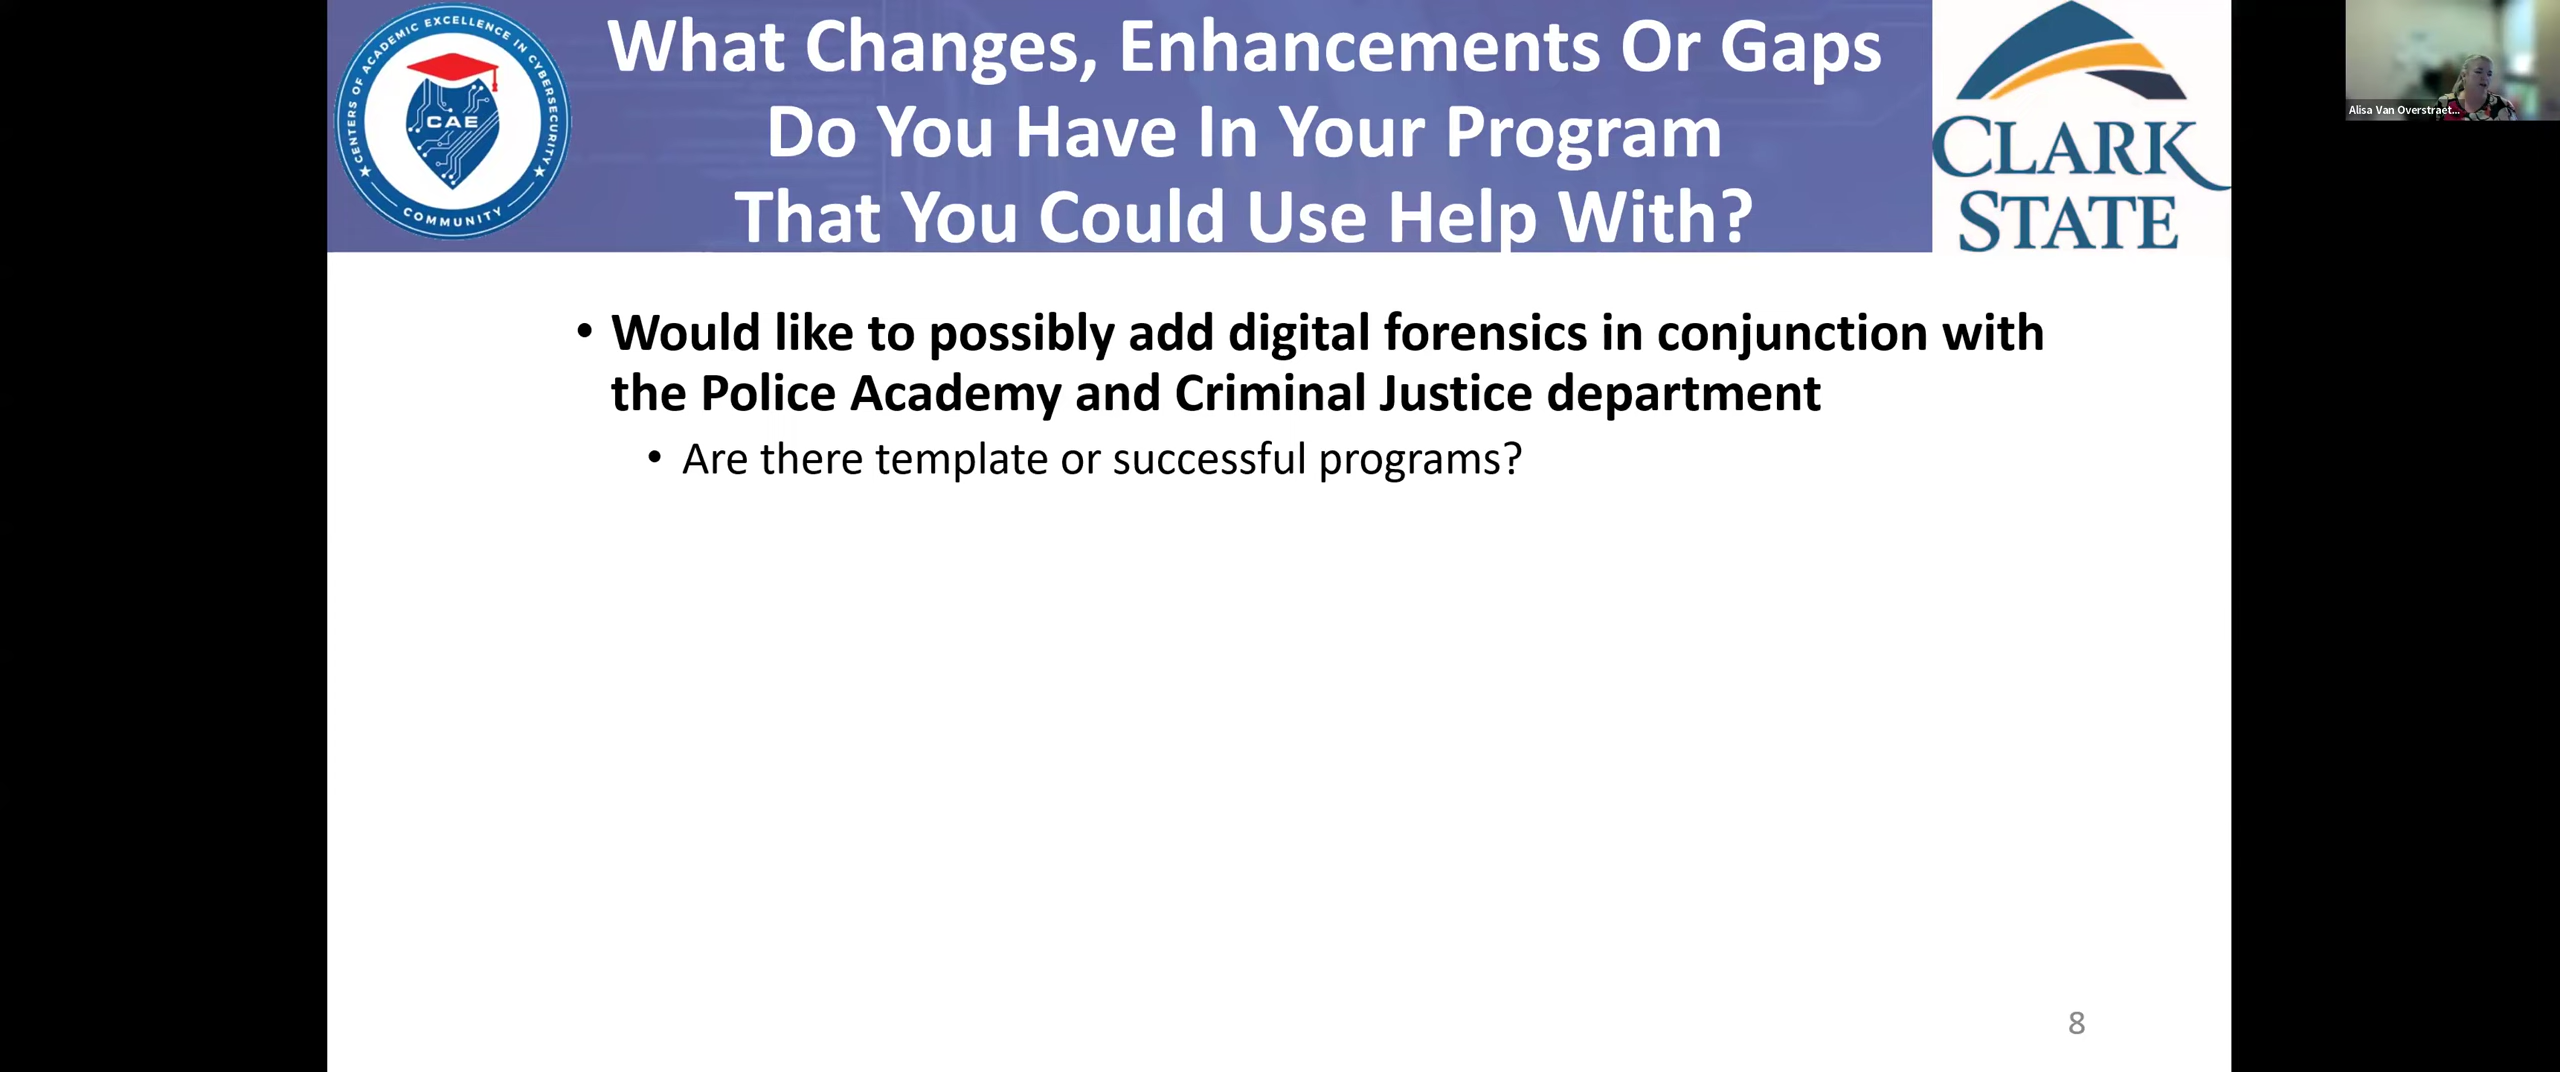 CENTERS OF ACADEMIC EXCELLENCE IN CYBERSECURITY
CAE
COMMUNITY
What Changes, Enhancements Or Gaps
Do You Have In Your Program
That You Could Use Help With?
CLARK
STATE
Alisa Van Overstraet...
• Would like to possibly add digital forensics in conjunction with
the Police Academy and Criminal Justice department
• Are there template or successful programs?
8